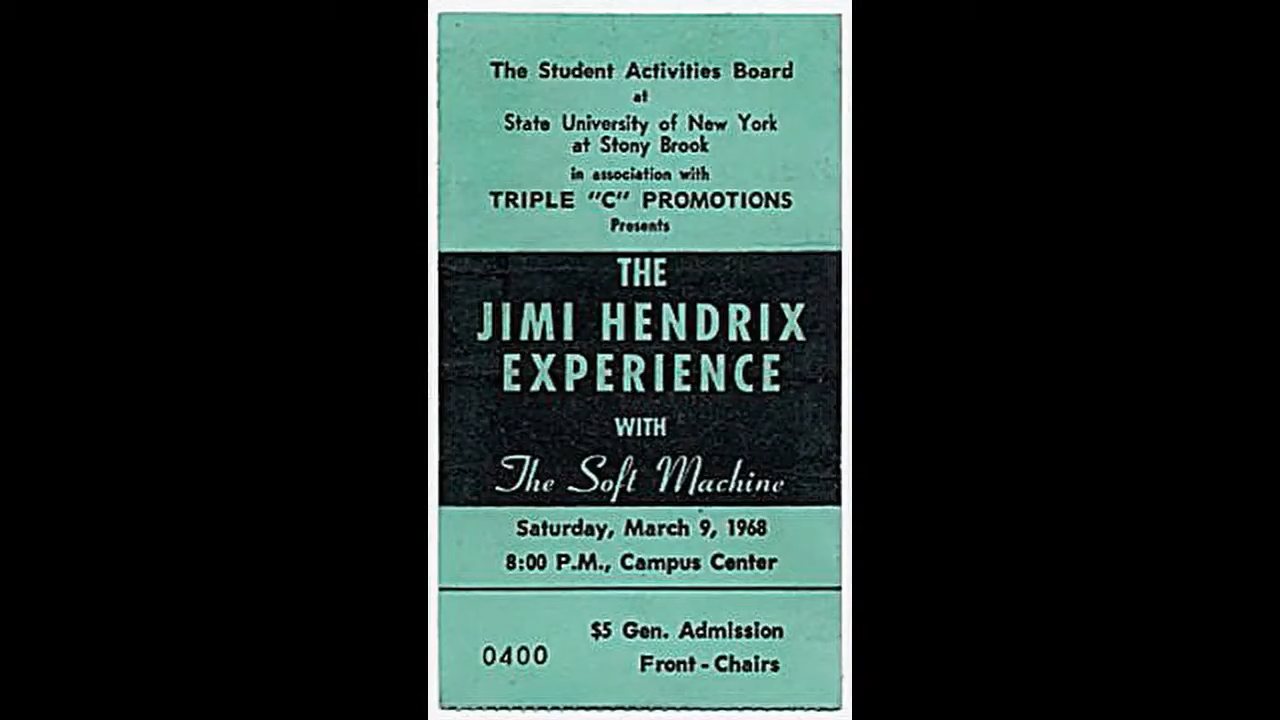 The Student Activities Board
at
State University of New York
at Stony Brook
in association with
TRIPLE "C" PROMOTIONS
Presents
THE
JIMI HENDRIX
EXPERIENCE
WITH
The Soft Machine
Saturday, March 9, 1968
8:00 P.M., Campus Center
$5 Gen. Admission
0400
Front - Chairs